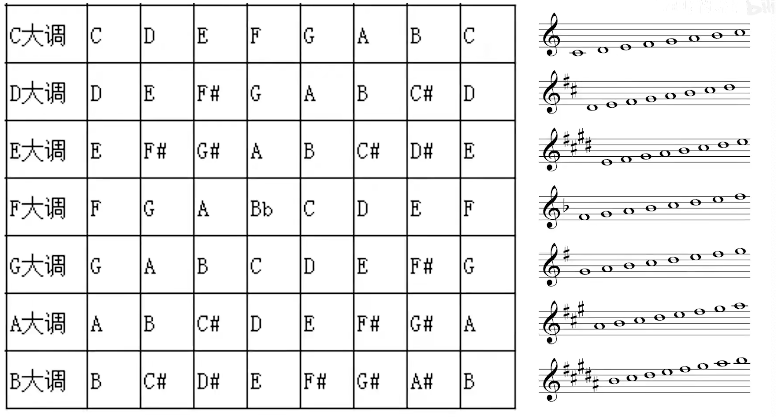 C大调 C D E F G A B C
D大调 D E F# G A B C# D
E大调 E F# G# A B C# D# E
F大调 F G A Bb C D E F
G大调 G A B C D E F# G
A大调 A B C# D E F# G# A
B大调 B C# D# E F# G# A# B